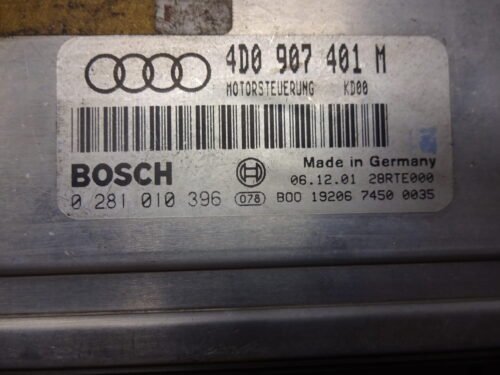 4D0 907 401 M
MOTORSTEUERUNG KD00
BOSCH
Made in Germany
06.12.01 28RTE000
0 281 010 396 078 B00 19206 7450 0035